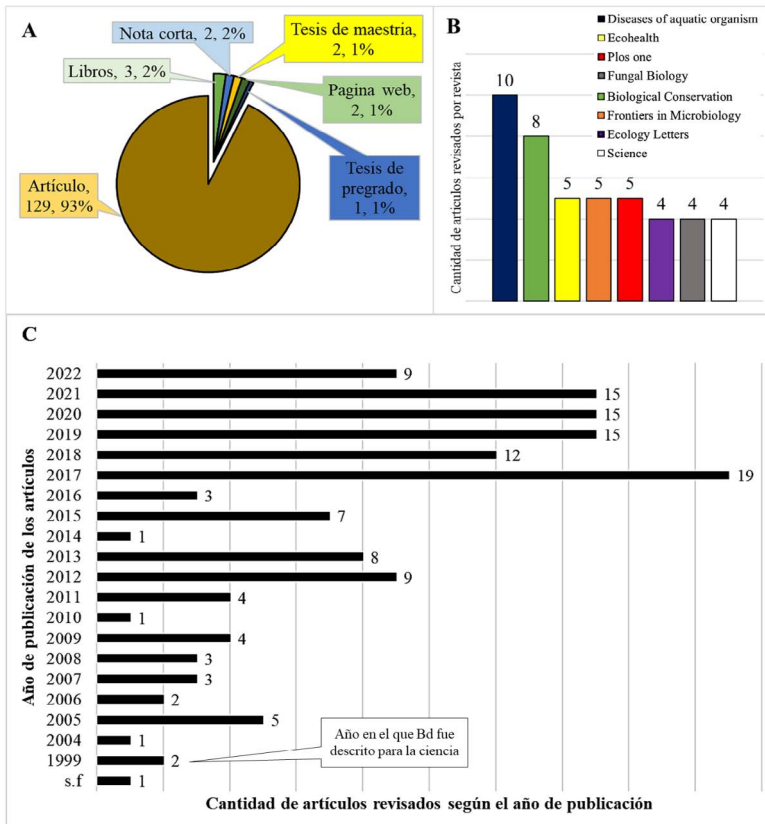 A
Nota corta, 2, 2%
Tesis de maestria,
2, 1%
Libros, 3, 2%
Pagina web,
2, 1%
Artículo,
129, 93%
Tesis de
pregrado,
1, 1%
B
Cantidad de artículos revisados por revista
Diseases of aquatic organism
Ecohealth
Plos one
Fungal Biology
Biological Conservation
Frontiers in Microbiology
Ecology Letters
Science
10
8
5
5
5
4
4
4
C
Año de publicación de los artículos
2022 9
2021 15
2020 15
2019 15
2018 12
2017 19
2016 3
2015 7
2014 1
2013 8
2012 9
2011 4
2010 1
2009 4
2008 3
2007 3
2006 2
2005 5
2004 1
1999 2
s.f 1
Año en el que Bd fue
descrito para la ciencia
Cantidad de artículos revisados según el año de publicación